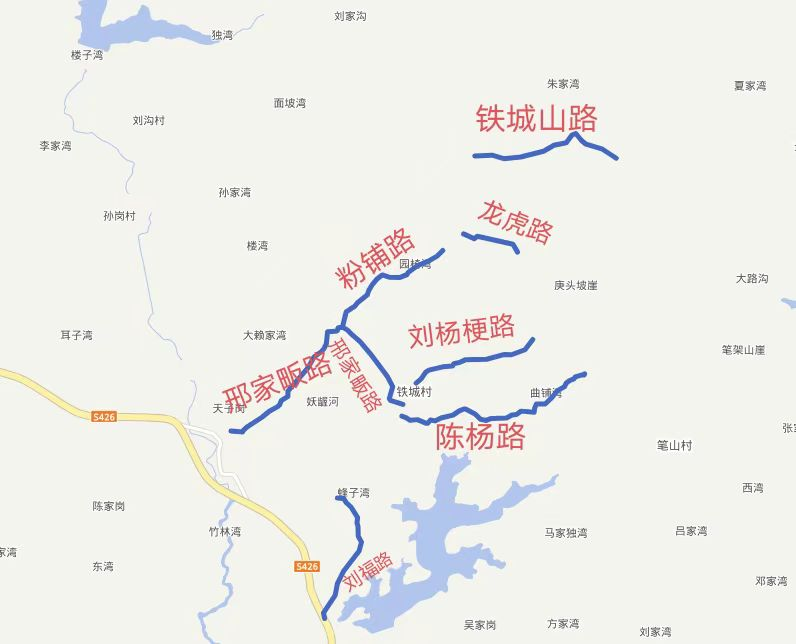 刘家沟
独湾
楼子湾
朱家湾
夏家湾
面坡湾
铁城山路
刘沟村
李家湾
孙家湾
孙岗村
龙虎路
楼湾
粉铺路
园椅湾
大路沟
庚头坡崖
耳子湾
大赖家湾
刘杨梗路
笔架山崖
邗家畈路
邗家畈路
铁城村
曲铺湾
妖龌河
天子岗
S426
陈杨路
张家
笔山村
西湾
蜂子湾
陈家岗
竹林湾
马家独湾
吕家湾
家湾
东湾
S426
刘福路
邓家湾
吴家岗
方家湾
刘家湾